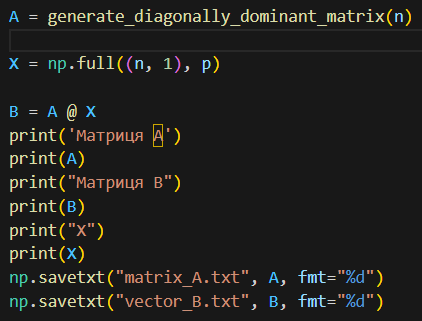 A = generate_diagonally_dominant_matrix(n)
X = np.full((n, 1), p)
B = A @ X
print('Матриця А')
print(A)
print("Матриця B")
print(B)
print("X")
print(X)
np.savetxt("matrix_A.txt", A, fmt="%d")
np.savetxt("vector_B.txt", B, fmt="%d")